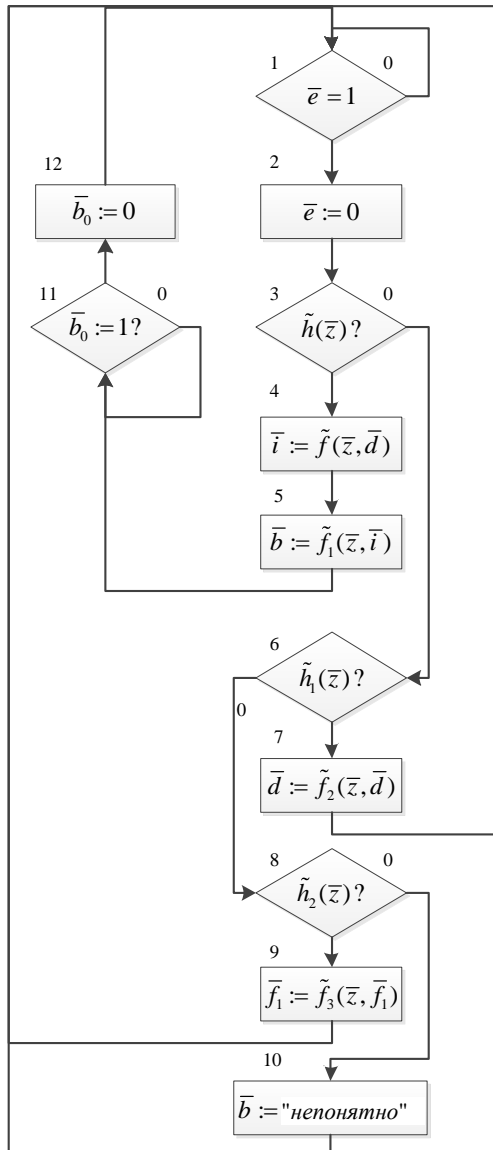 1 0
e̅ = 1
12 2
b̅₀ := 0 e̅ := 0
11 0 3 0
b̅₀ := 1? h̃(z̅)?
4
i̅ := f̃(z̅, d̅)
5
b̅ := f̃₁(z̅, i̅)
6
h̃₁(z̅)?
0
7
d̅ := f̃₂(z̅, d̅)
8 0
h̃₂(z̅)?
9
f̅₁ := f̃₃(z̅, f̅₁)
10
b̅ := "непонятно"